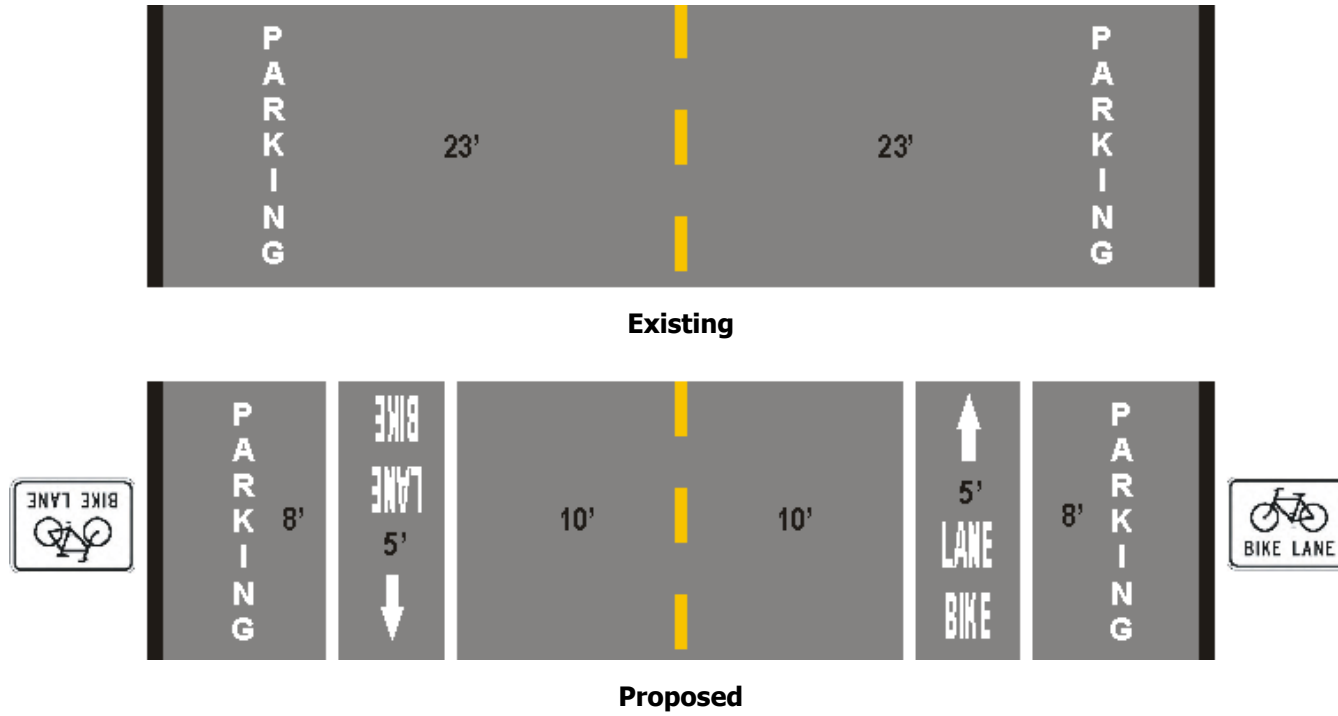 PARKING
23’
23’
PARKING
Existing
BIKE LANE
PARKING
8’
BIKE
LANE
5’
10’
10’
5’
LANE
BIKE
8’
PARKING
BIKE LANE
Proposed